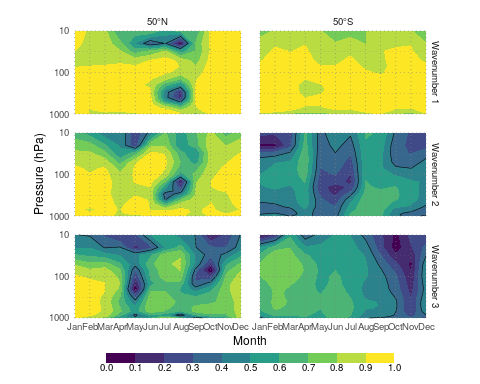 50°N 50°S
10
100
1000
Wavenumber 1
10
100
1000
Wavenumber 2
10
100
1000
Wavenumber 3
Pressure (hPa)
JanFebMarAprMayJunJulAugSepOctNovDec JanFebMarAprMayJunJulAugSepOctNovDec
Month
0.0 0.1 0.2 0.3 0.4 0.5 0.6 0.7 0.8 0.9 1.0